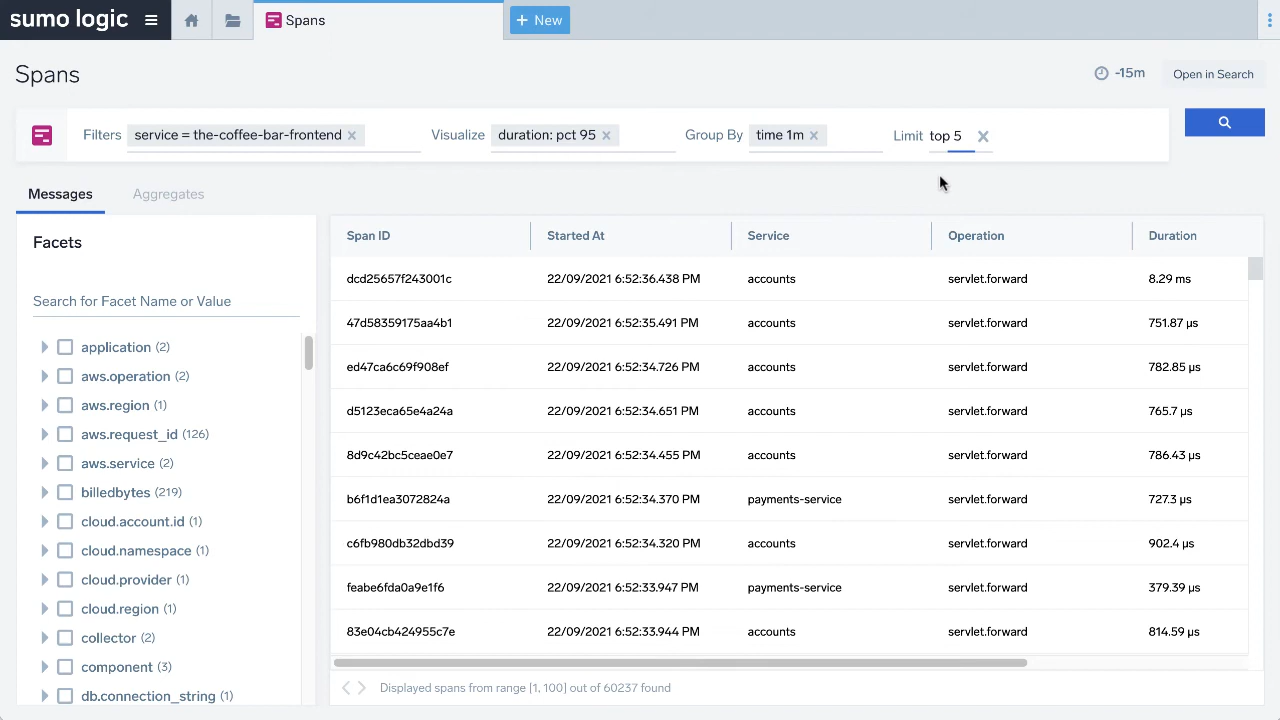 sumo logic
Spans
+ New
Spans
-15m
Open in Search
Filters
service = the-coffee-bar-frontend
Visualize
duration: pct 95
Group By
time 1m
Limit
top 5
Messages
Aggregates
Facets
Search for Facet Name or Value
application (2)
aws.operation (2)
aws.region (1)
aws.request_id (126)
aws.service (2)
billedbytes (219)
cloud.account.id (1)
cloud.namespace (1)
cloud.provider (1)
cloud.region (1)
collector (2)
component (3)
db.connection_string (1)
Span ID Started At Service Operation Duration
dcd25657f243001c 22/09/2021 6:52:36.438 PM accounts servlet.forward 8.29 ms
47d58359175aa4b1 22/09/2021 6:52:35.491 PM accounts servlet.forward 751.87 µs
ed47ca6c69f908ef 22/09/2021 6:52:34.726 PM accounts servlet.forward 782.85 µs
d5123eca65e4a24a 22/09/2021 6:52:34.651 PM accounts servlet.forward 765.7 µs
8d9c42bc5ceae0e7 22/09/2021 6:52:34.455 PM accounts servlet.forward 786.43 µs
b6f1d1ea3072824a 22/09/2021 6:52:34.370 PM payments-service servlet.forward 727.3 µs
c6fb980db32dbd39 22/09/2021 6:52:34.320 PM accounts servlet.forward 902.4 µs
feabe6fda0a9e1f6 22/09/2021 6:52:33.947 PM payments-service servlet.forward 379.39 µs
83e04cb424955c7e 22/09/2021 6:52:33.944 PM accounts servlet.forward 814.59 µs
Displayed spans from range [1, 100] out of 60237 found